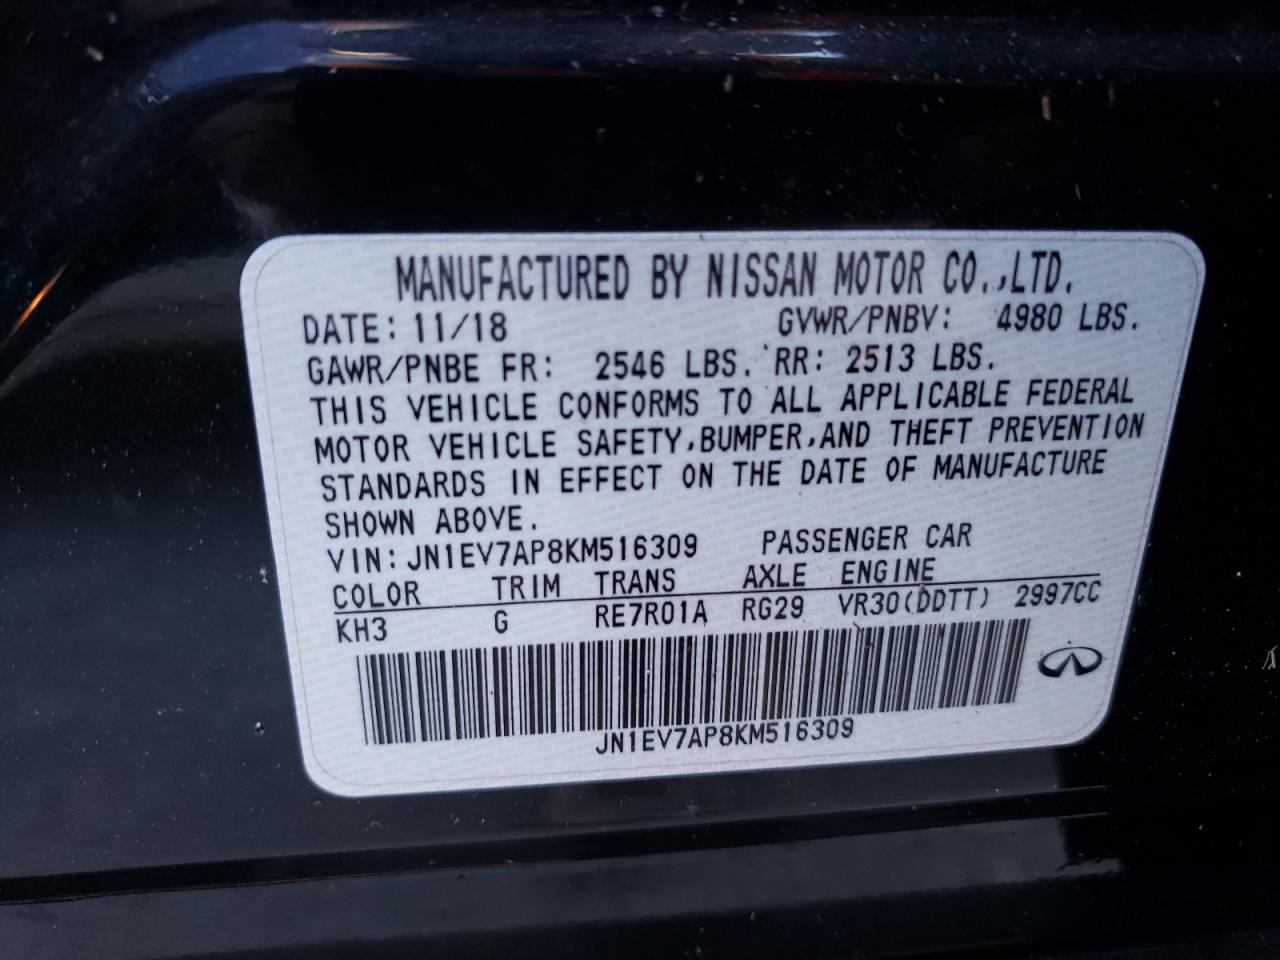 MANUFACTURED BY NISSAN MOTOR CO.,LTD.
DATE: 11/18 GVWR/PNBV: 4980 LBS.
GAWR/PNBE FR: 2546 LBS. RR: 2513 LBS.
THIS VEHICLE CONFORMS TO ALL APPLICABLE FEDERAL
MOTOR VEHICLE SAFETY,BUMPER,AND THEFT PREVENTION
STANDARDS IN EFFECT ON THE DATE OF MANUFACTURE
SHOWN ABOVE.
VIN:JN1EV7AP8KM516309 PASSENGER CAR
COLOR TRIM TRANS AXLE ENGINE
KH3 G RE7R01A RG29 VR30(DDTT) 2997CC
JN1EV7AP8KM516309